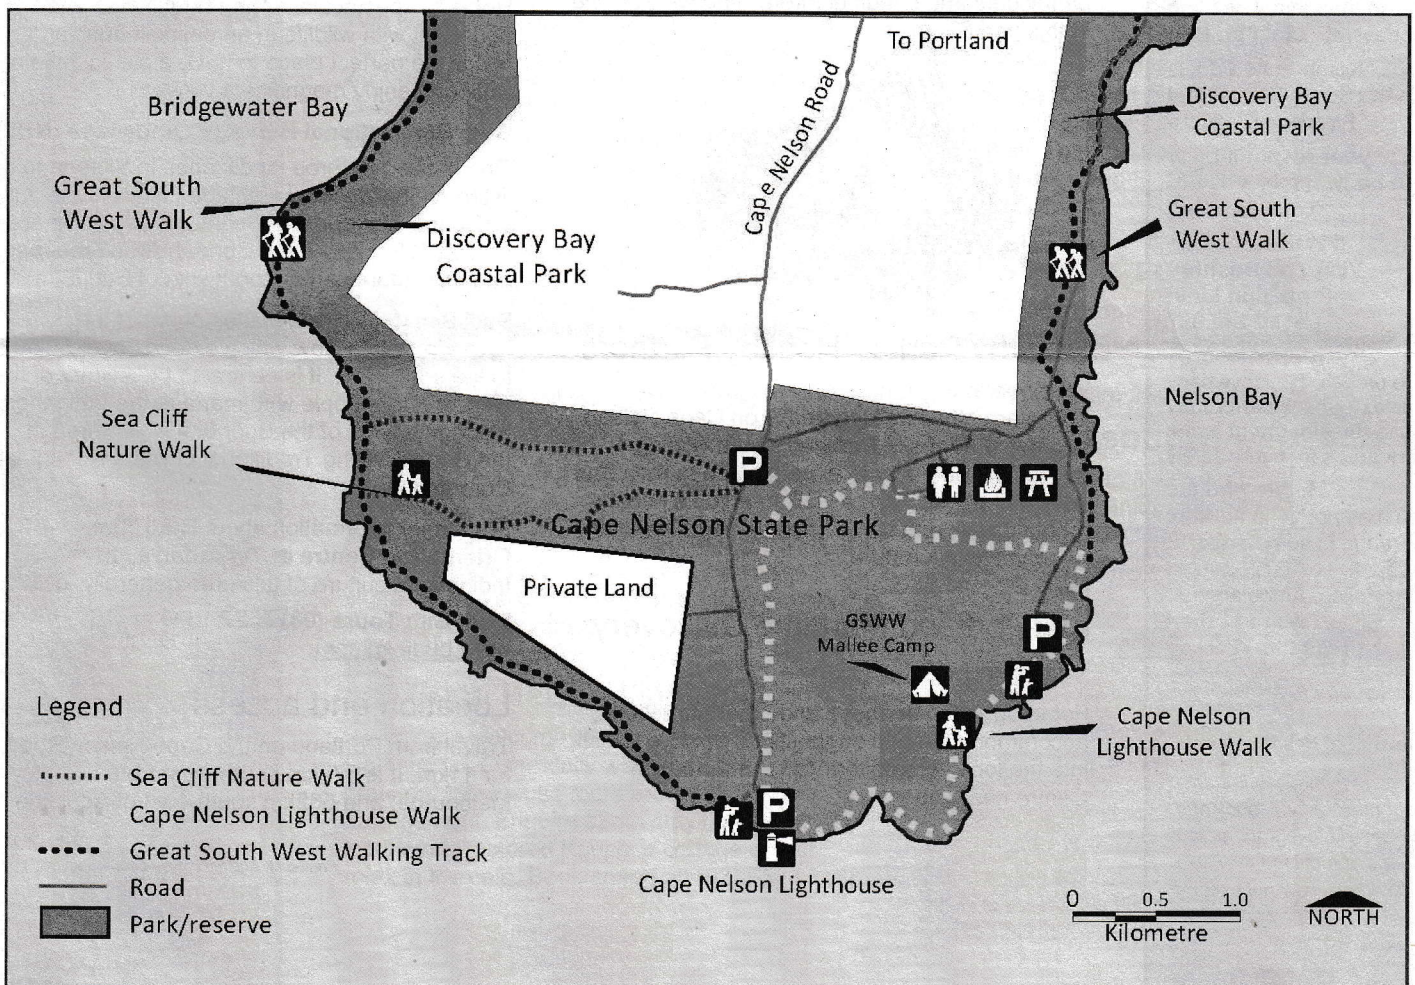 To Portland
Bridgewater Bay
Cape Nelson Road
Discovery Bay
Coastal Park
Great South
West Walk
Discovery Bay
Coastal Park
Great South
West Walk
Nelson Bay
Sea Cliff
Nature Walk
P
Cape Nelson State Park
Private Land
GSWW
Mallee Camp
P
Legend
Cape Nelson
Lighthouse Walk
Sea Cliff Nature Walk
Cape Nelson Lighthouse Walk
Great South West Walking Track
Road
Park/reserve
P
Cape Nelson Lighthouse
0 0.5 1.0
Kilometre
NORTH